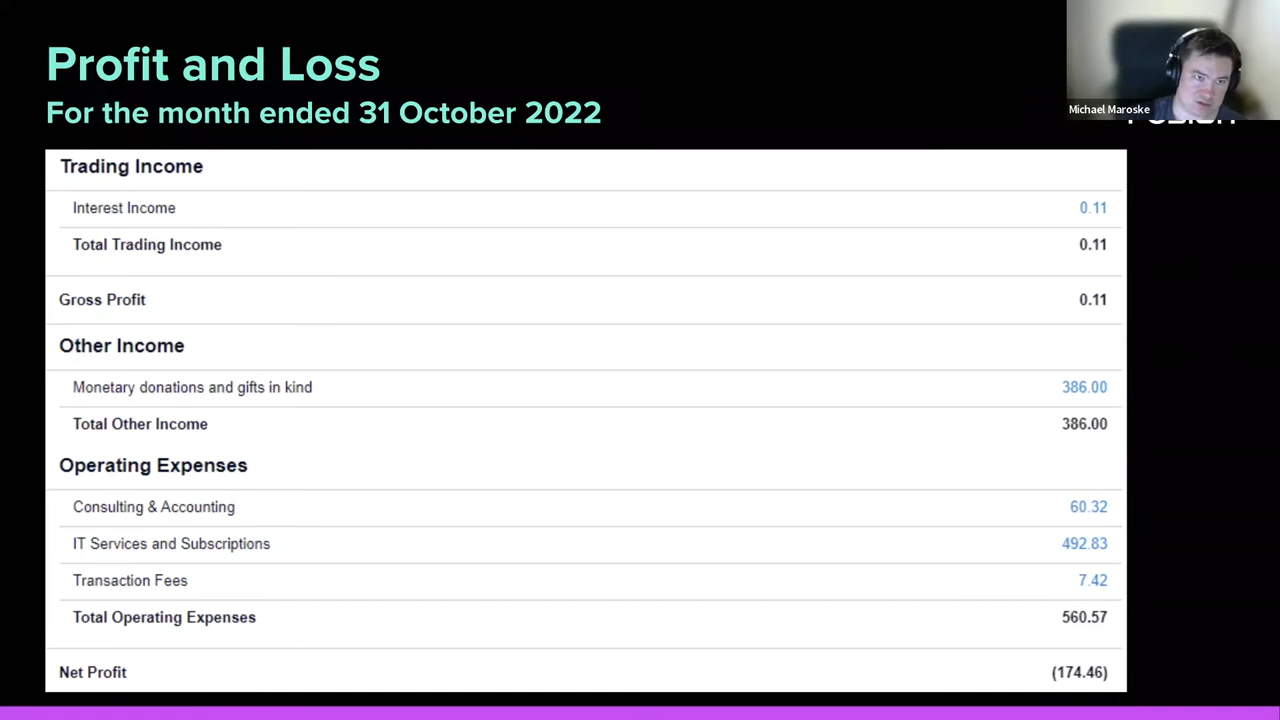 Profit and Loss
For the month ended 31 October 2022
Michael Maroske
Trading Income
Interest Income 0.11
Total Trading Income 0.11
Gross Profit 0.11
Other Income
Monetary donations and gifts in kind 386.00
Total Other Income 386.00
Operating Expenses
Consulting & Accounting 60.32
IT Services and Subscriptions 492.83
Transaction Fees 7.42
Total Operating Expenses 560.57
Net Profit (174.46)